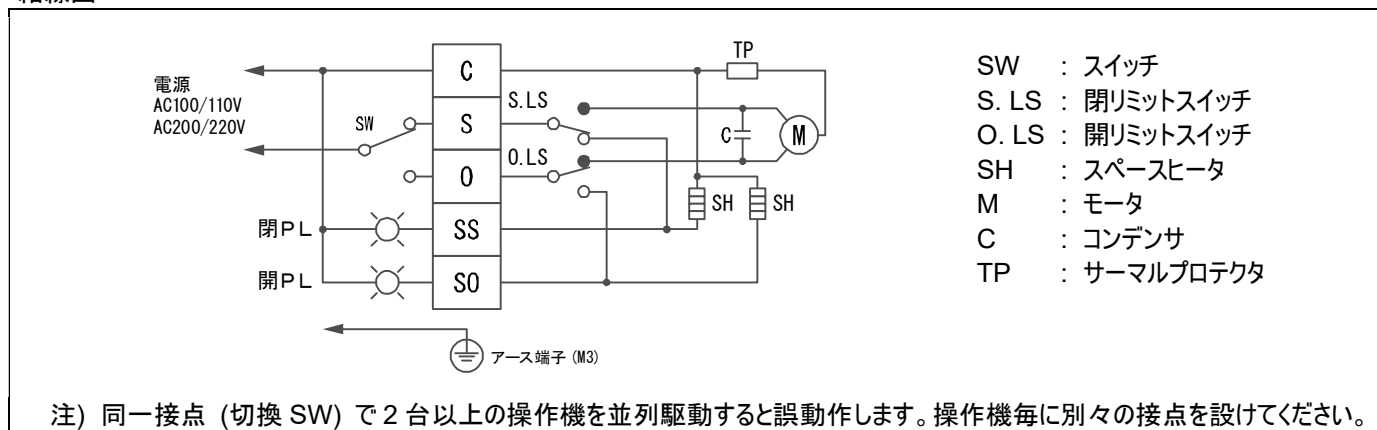 電源
AC100/110V
AC200/220V
SW
C
S
O
SS
SO
閉PL
開PL
S.LS
O.LS
TP
C
M
SH
SH
アース端子 (M3)
SW : スイッチ
S. LS : 閉リミットスイッチ
O. LS : 開リミットスイッチ
SH : スペースヒータ
M : モータ
C : コンデンサ
TP : サーマルプロテクタ
注) 同一接点 (切換 SW) で 2 台以上の操作機を並列駆動すると誤動作します。操作機毎に別々の接点を設けてください。